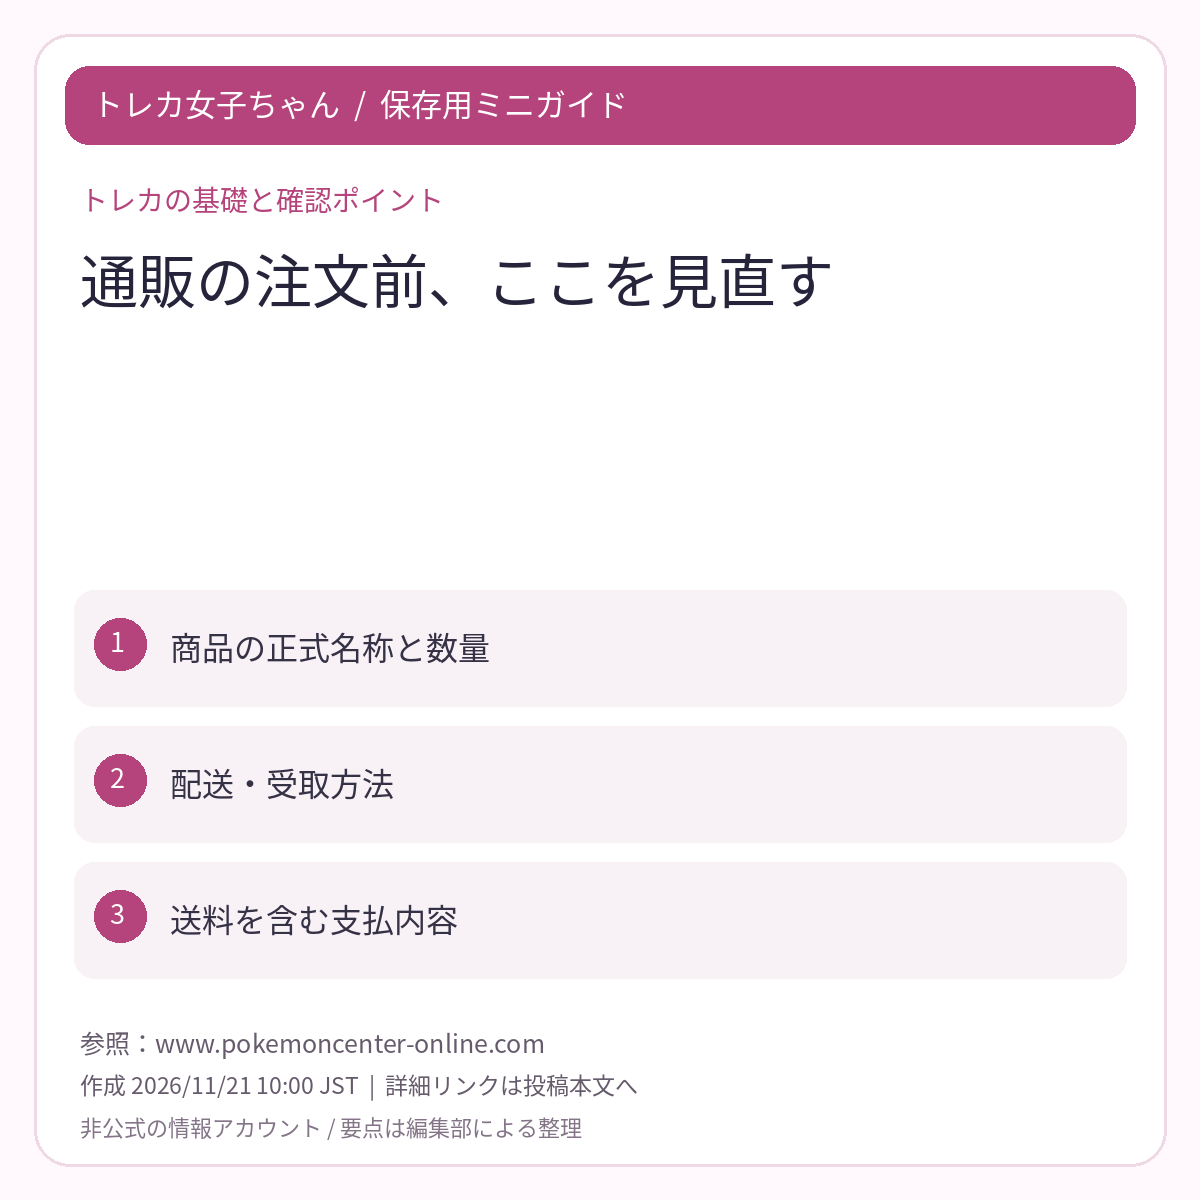 トレカ女子ちゃん / 保存用ミニガイド
トレカの基礎と確認ポイント
通販の注文前、ここを見直す
1 商品の正式名称と数量
2 配送・受取方法
3 送料を含む支払内容
参照：www.pokemoncenter-online.com
作成 2026/11/21 10:00 JST | 詳細リンクは投稿本文へ
非公式の情報アカウント / 要点は編集部による整理